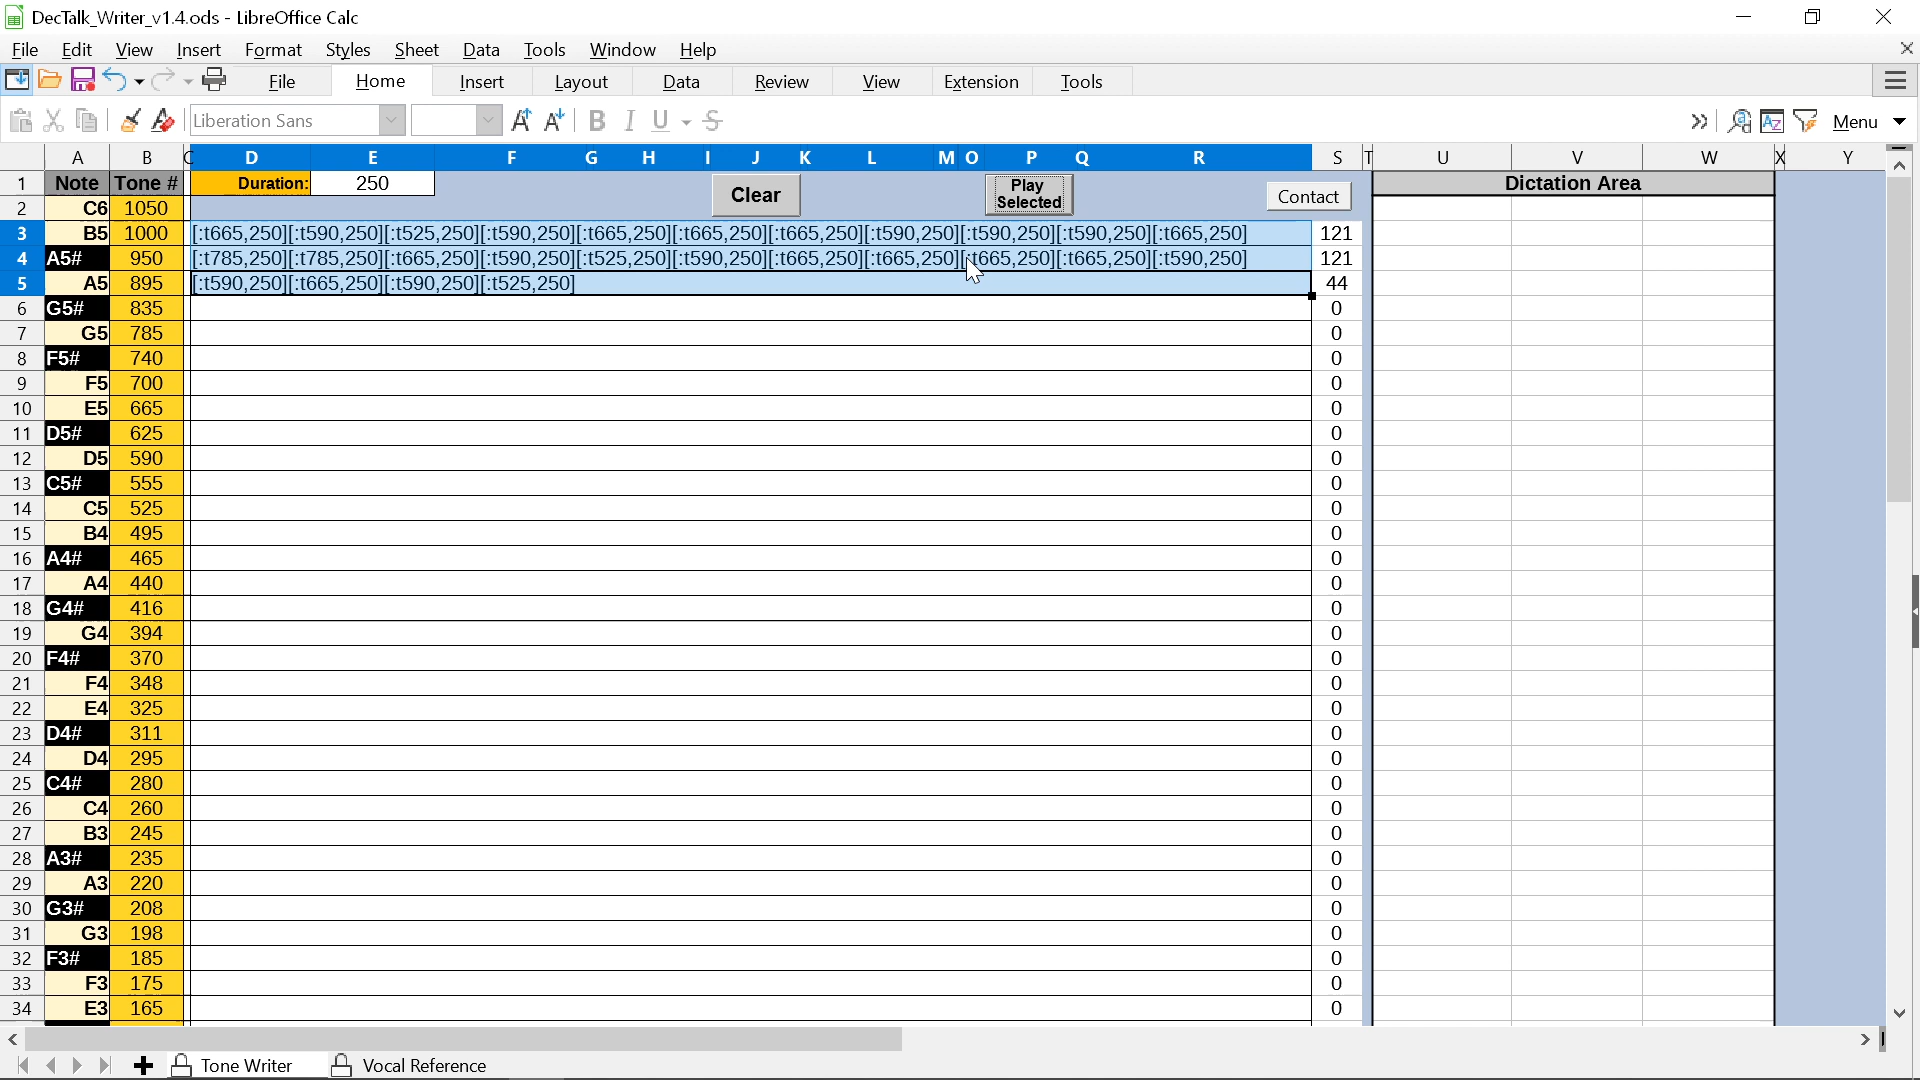 DecTalk_Writer_v1.4.ods - LibreOffice Calc
File Edit View Insert Format Styles Sheet Data Tools Window Help
File Home Insert Layout Data Review View Extension Tools
Liberation Sans B I U S Menu
A B C D E F G H I J K L M O P Q R S T U V W X Y
1 Note Tone # Duration: 250 Clear Play Selected Contact Dictation Area
2 C6 1050
3 B5 1000 [:t665,250][:t590,250][:t525,250][:t590,250][:t665,250][:t665,250][:t665,250][:t590,250][:t590,250][:t590,250][:t665,250] 121
4 A5# 950 [:t785,250][:t785,250][:t665,250][:t590,250][:t525,250][:t590,250][:t665,250][:t665,250][:t665,250][:t665,250][:t590,250] 121
5 A5 895 [:t590,250][:t665,250][:t590,250][:t525,250] 44
6 G5# 835 0
7 G5 785 0
8 F5# 740 0
9 F5 700 0
10 E5 665 0
11 D5# 625 0
12 D5 590 0
13 C5# 555 0
14 C5 525 0
15 B4 495 0
16 A4# 465 0
17 A4 440 0
18 G4# 416 0
19 G4 394 0
20 F4# 370 0
21 F4 348 0
22 E4 325 0
23 D4# 311 0
24 D4 295 0
25 C4# 280 0
26 C4 260 0
27 B3 245 0
28 A3# 235 0
29 A3 220 0
30 G3# 208 0
31 G3 198 0
32 F3# 185 0
33 F3 175 0
34 E3 165 0
Tone Writer Vocal Reference